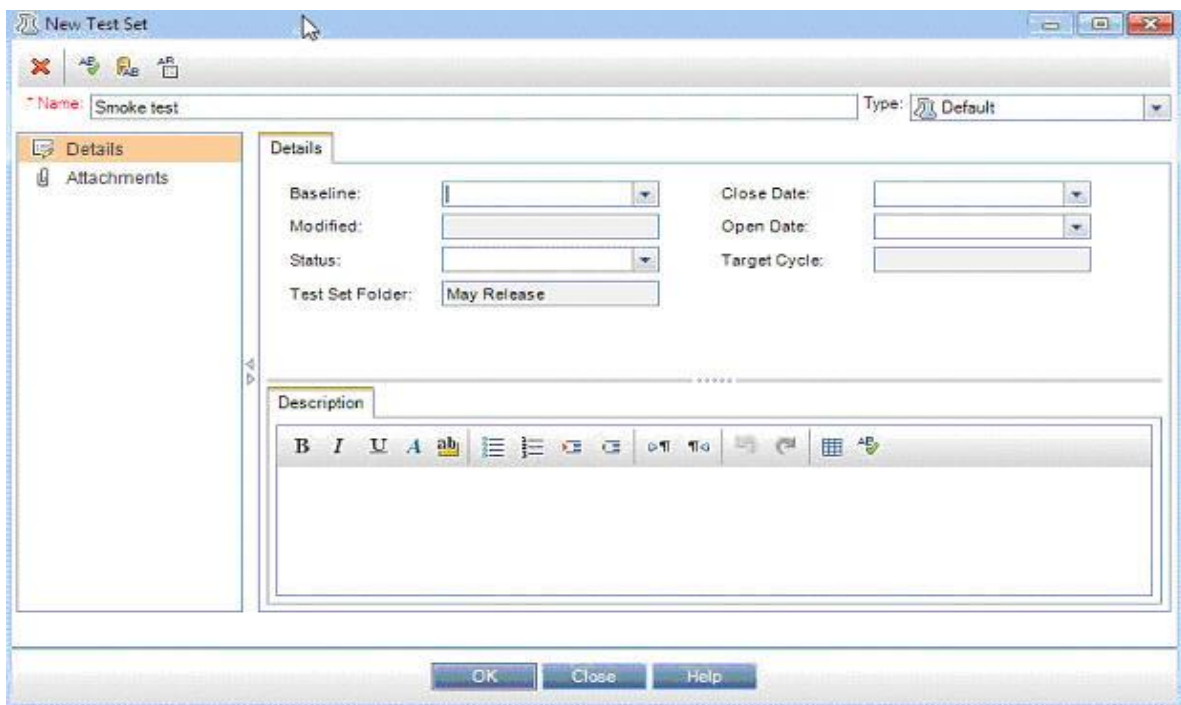 New Test Set
* Name: Smoke test Type: Default
Details
Attachments
Details
Baseline: Close Date:
Modified: Open Date:
Status: Target Cycle:
Test Set Folder: May Release
Description
B I U A ab
OK Close Help